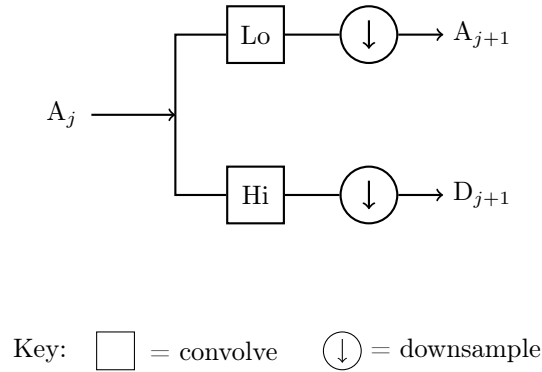 Lo
A_{j+1}
A_j
Hi
D_{j+1}
Key: = convolve = downsample